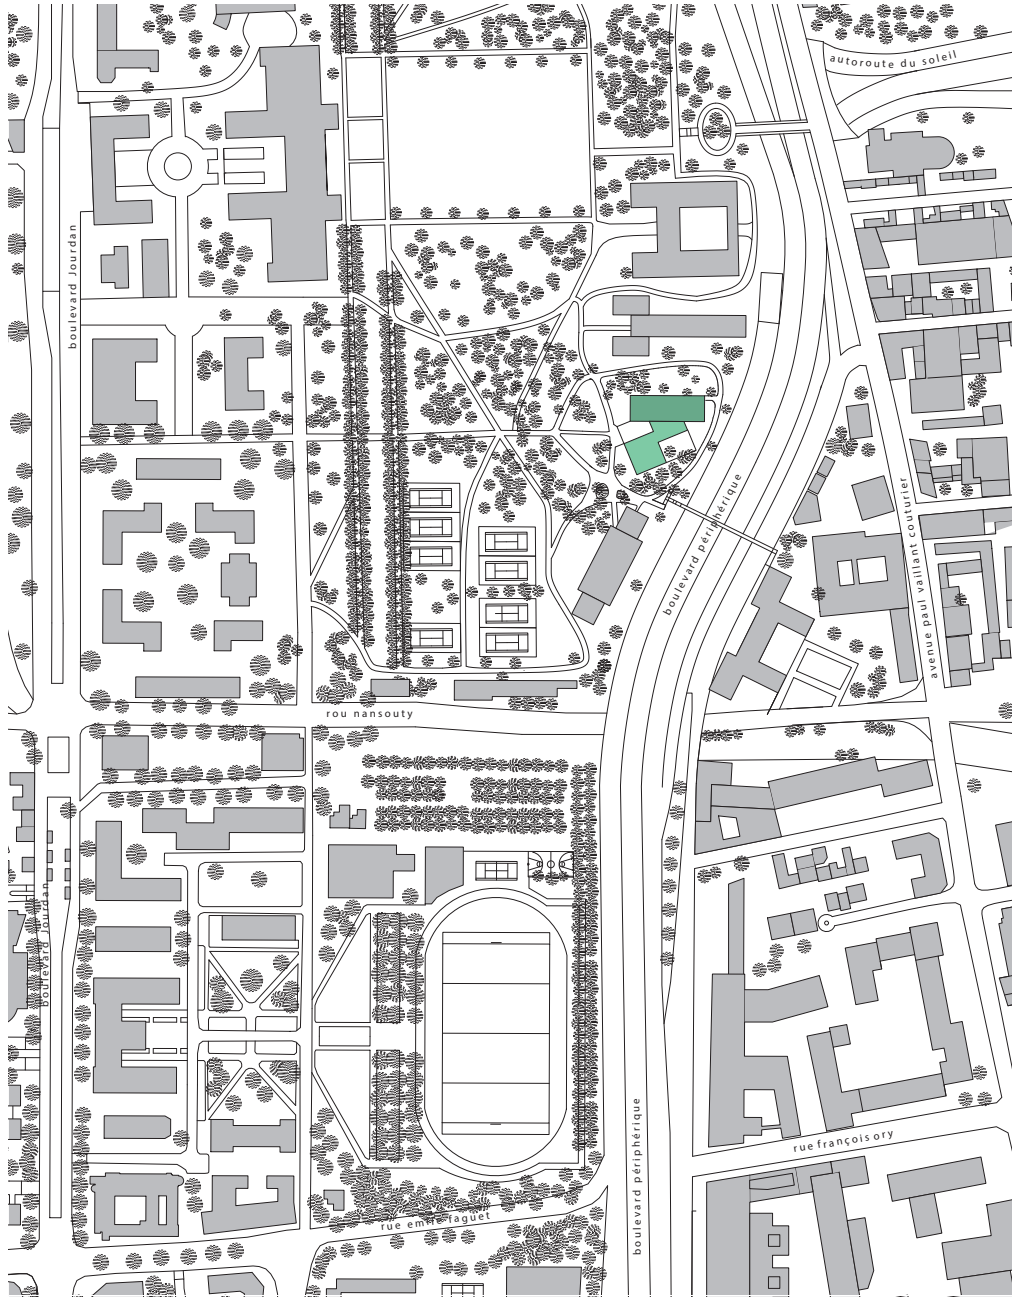 autoroute du soleil
boulevard Jourdan
boulevard périphérique
avenue paul vaillant couturier
rou nansouty
boulevard Jourdan
rue françois ory
boulevard périphérique
rue emile faguet